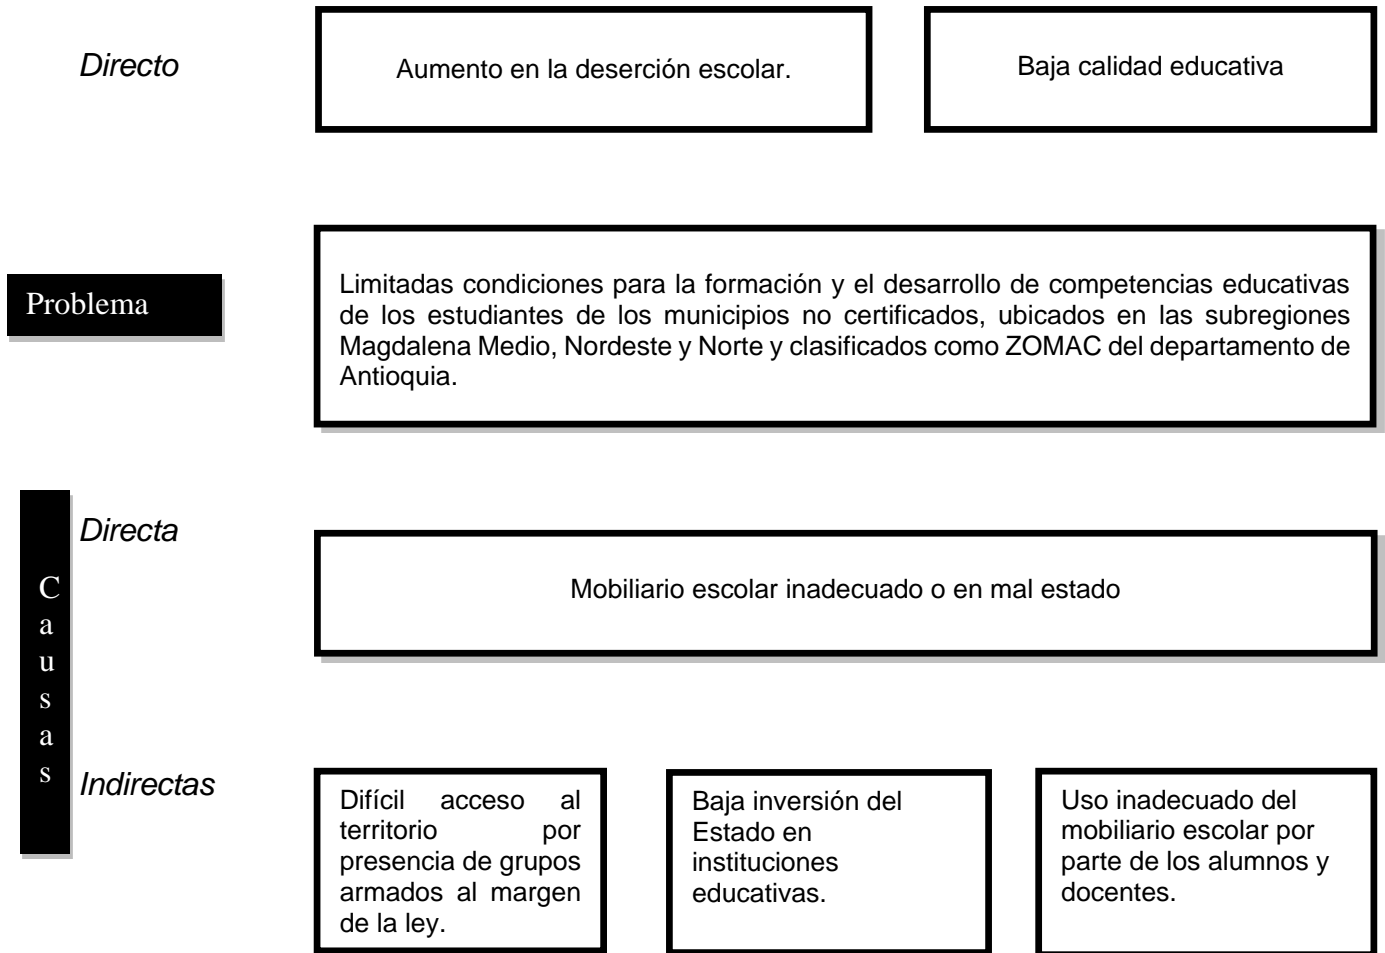 Directo
Aumento en la deserción escolar.
Baja calidad educativa
Problema
Limitadas condiciones para la formación y el desarrollo de competencias educativas
de los estudiantes de los municipios no certificados, ubicados en las subregiones
Magdalena Medio, Nordeste y Norte y clasificados como ZOMAC del departamento de
Antioquia.
Causas
Directa
Mobiliario escolar inadecuado o en mal estado
Indirectas
Difícil acceso al
territorio por
presencia de grupos
armados al margen
de la ley.
Baja inversión del
Estado en
instituciones
educativas.
Uso inadecuado del
mobiliario escolar por
parte de los alumnos y
docentes.